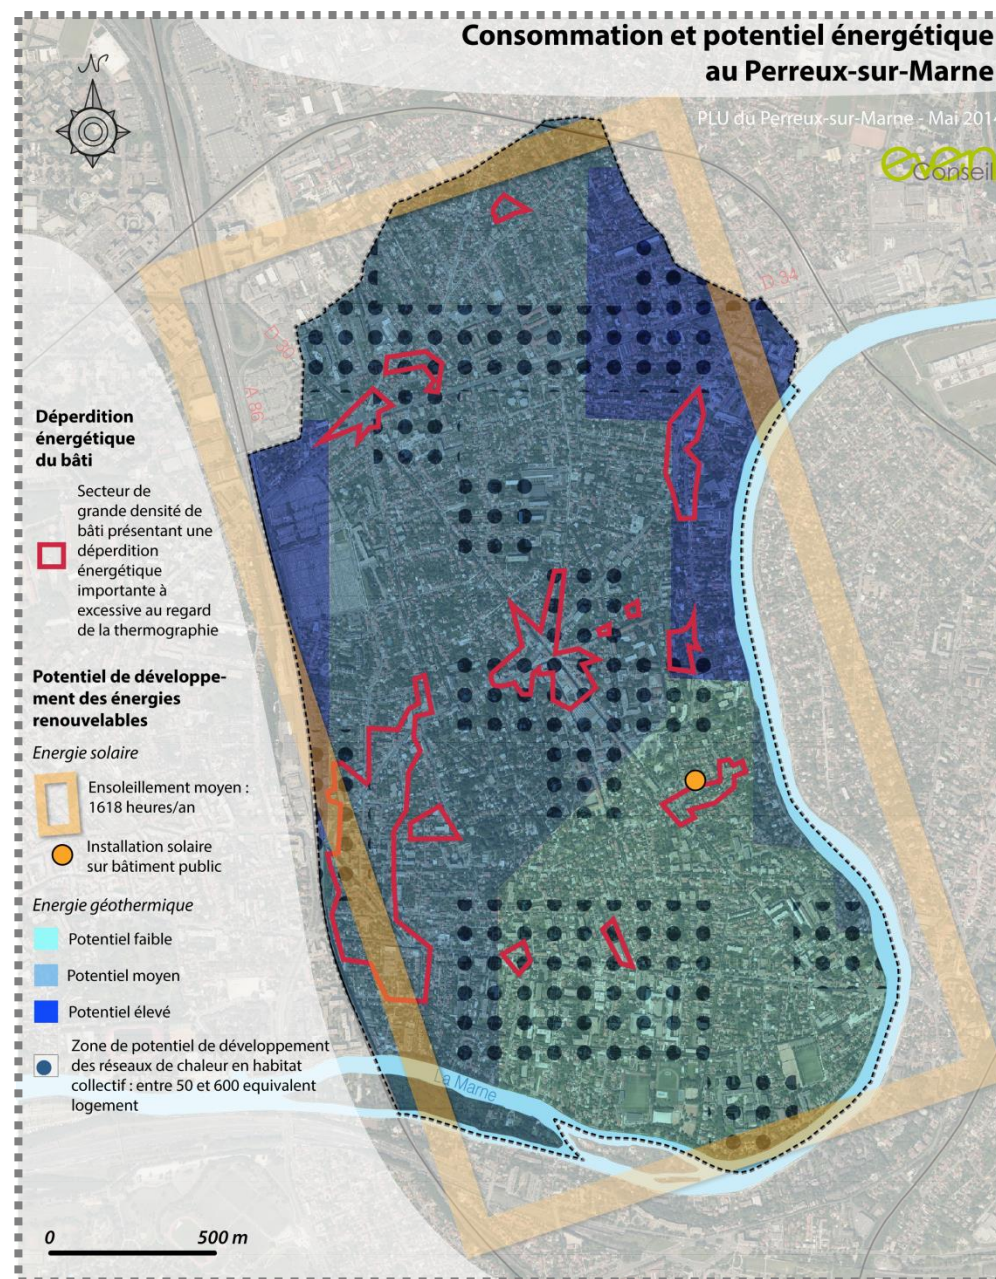 Consommation et potentiel énergétique
au Perreux-sur-Marne
N
PLU du Perreux-sur-Marne - Mai 2014
even
Conseil
D 34
A 86
Déperdition
énergétique
du bâti
Secteur de
grande densité de
bâti présentant une
déperdition
énergétique
importante à
excessive au regard
de la thermographie
Potentiel de développe-
ment des énergies
renouvelables
Energie solaire
Ensoleillement moyen :
1618 heures/an
Installation solaire
sur bâtiment public
Energie géothermique
Potentiel faible
Potentiel moyen
Potentiel élevé
Zone de potentiel de développement
des réseaux de chaleur en habitat
collectif : entre 50 et 600 equivalent
logement
La Marne
0 500 m